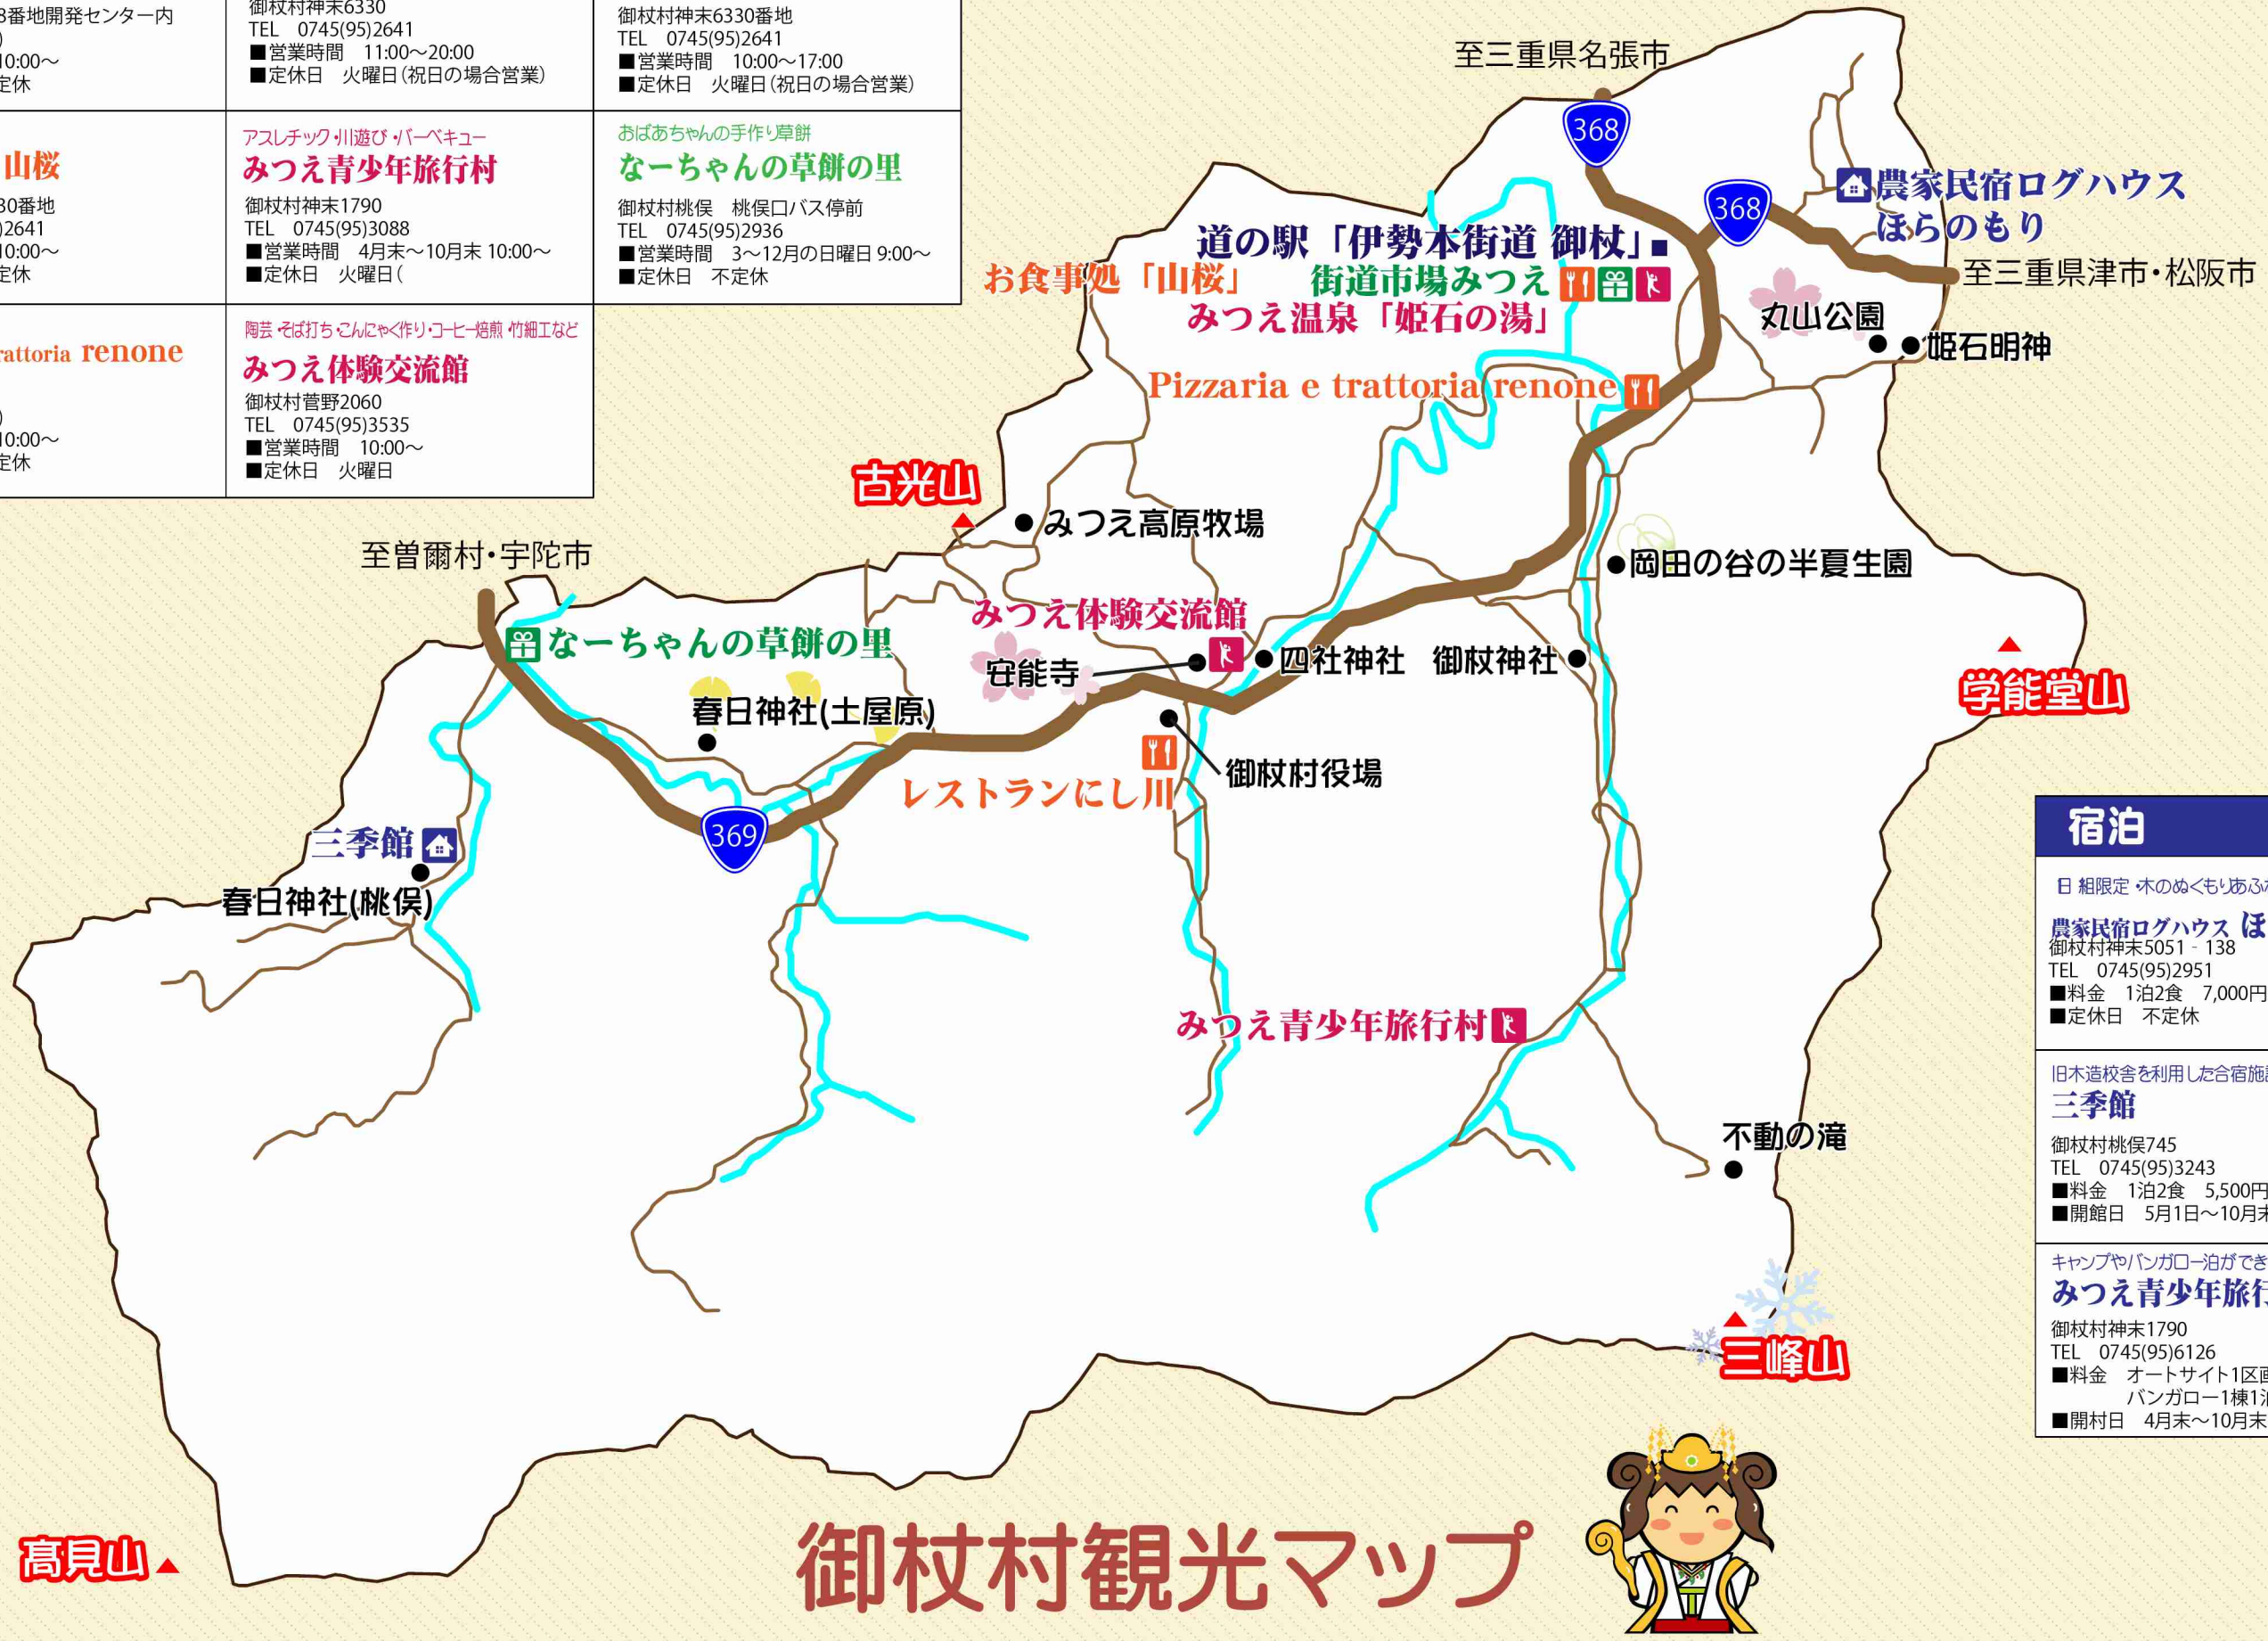 8番地開発センター内
)
10:00～
定休
御杖村神末6330
TEL 0745(95)2641
■営業時間 11:00～20:00
■定休日 火曜日(祝日の場合営業)
御杖村神末6330番地
TEL 0745(95)2641
■営業時間 10:00～17:00
■定休日 火曜日(祝日の場合営業)
山桜
30番地
)2641
10:00～
定休
アスレチック・川遊び・バーベキュー
みつえ青少年旅行村
御杖村神末1790
TEL 0745(95)3088
■営業時間 4月末～10月末 10:00～
■定休日 火曜日(
おばあちゃんの手作り草餅
なーちゃんの草餅の里
御杖村桃俣 桃俣口バス停前
TEL 0745(95)2936
■営業時間 3～12月の日曜日 9:00～
■定休日 不定休
rattoria renone
)
10:00～
定休
陶芸・そば打ち・こんにゃく作り・コーヒー焙煎・竹細工など
みつえ体験交流館
御杖村菅野2060
TEL 0745(95)3535
■営業時間 10:00～
■定休日 火曜日
至三重県名張市
368
368
農家民宿ログハウス
ほらのもり
至三重県津市・松阪市
道の駅「伊勢本街道 御杖」■
お食事処「山桜」
街道市場みつえ
みつえ温泉「姫石の湯」
丸山公園
姫石明神
Pizzaria e trattoria renone
古光山
みつえ高原牧場
至曽爾村・宇陀市
岡田の谷の半夏生園
みつえ体験交流館
なーちゃんの草餅の里
安能寺
四社神社
御杖神社
学能堂山
春日神社(土屋原)
御杖村役場
レストランにし川
369
三季館
春日神社(桃俣)
みつえ青少年旅行村
不動の滝
三峰山
高見山
宿泊
日 組限定・木のぬくもりあふ
農家民宿ログハウス ほ
御杖村神末5051‐138
TEL 0745(95)2951
■料金 1泊2食 7,000円
■定休日 不定休
旧木造校舎を利用した合宿施
三季館
御杖村桃俣745
TEL 0745(95)3243
■料金 1泊2食 5,500円
■開館日 5月1日～10月末
キャンプやバンガロー泊ができ
みつえ青少年旅行
御杖村神末1790
TEL 0745(95)6126
■料金 オートサイト1区画
バンガロー1棟1泊
■開村日 4月末～10月末
御杖村観光マップ